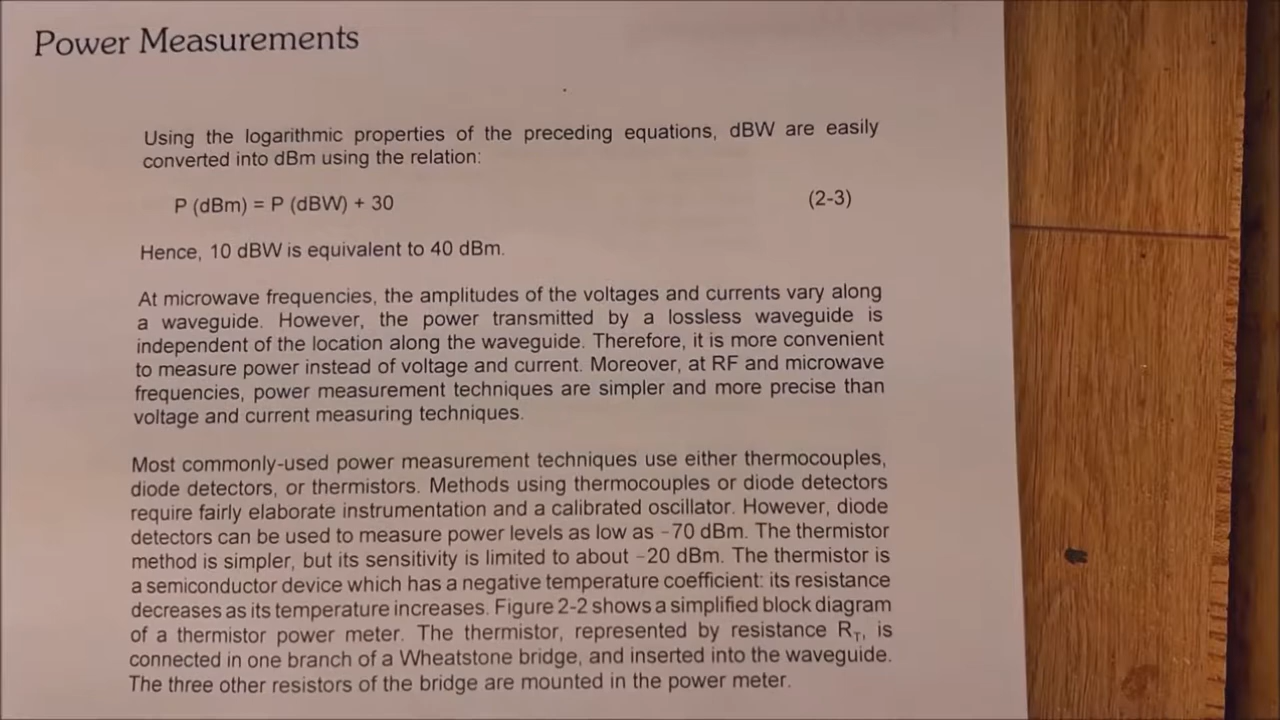 Power Measurements
Using the logarithmic properties of the preceding equations, dBW are easily
converted into dBm using the relation:
P (dBm) = P (dBW) + 30 (2-3)
Hence, 10 dBW is equivalent to 40 dBm.
At microwave frequencies, the amplitudes of the voltages and currents vary along
a waveguide. However, the power transmitted by a lossless waveguide is
independent of the location along the waveguide. Therefore, it is more convenient
to measure power instead of voltage and current. Moreover, at RF and microwave
frequencies, power measurement techniques are simpler and more precise than
voltage and current measuring techniques.
Most commonly-used power measurement techniques use either thermocouples,
diode detectors, or thermistors. Methods using thermocouples or diode detectors
require fairly elaborate instrumentation and a calibrated oscillator. However, diode
detectors can be used to measure power levels as low as −70 dBm. The thermistor
method is simpler, but its sensitivity is limited to about −20 dBm. The thermistor is
a semiconductor device which has a negative temperature coefficient: its resistance
decreases as its temperature increases. Figure 2-2 shows a simplified block diagram
of a thermistor power meter. The thermistor, represented by resistance R_T, is
connected in one branch of a Wheatstone bridge, and inserted into the waveguide.
The three other resistors of the bridge are mounted in the power meter.